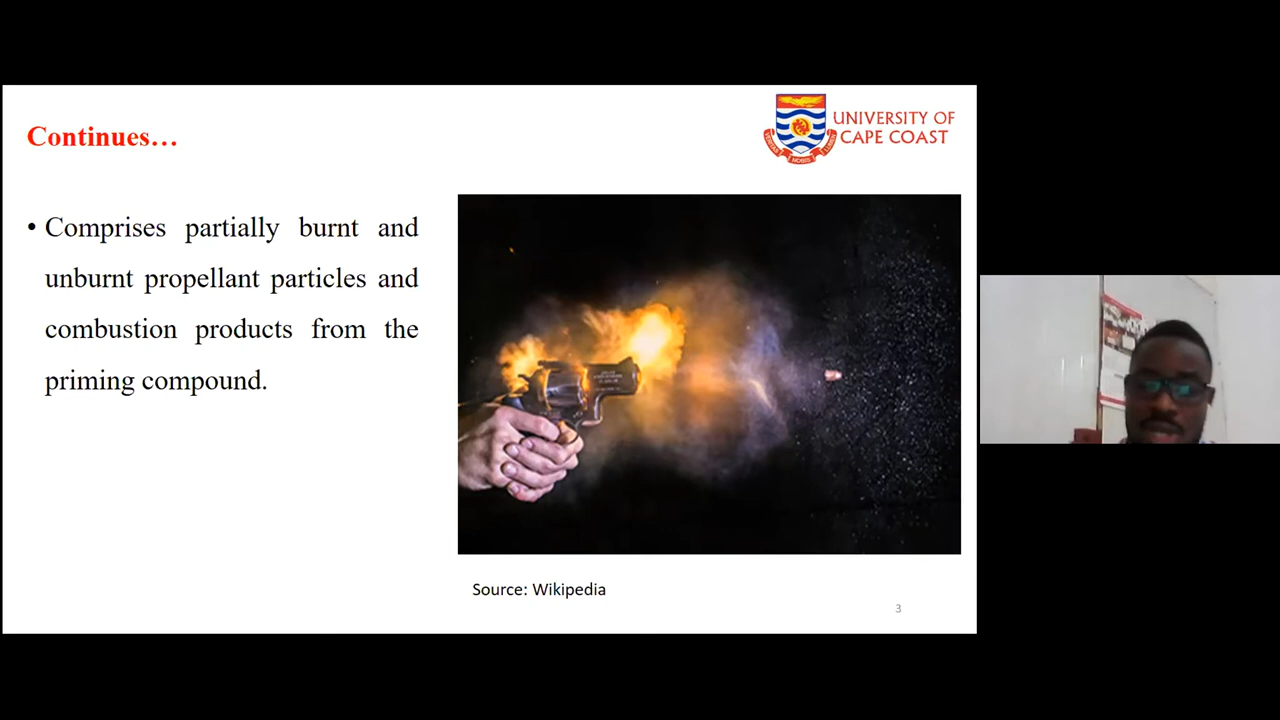 Continues…
UNIVERSITY OF
CAPE COAST
• Comprises partially burnt and
unburnt propellant particles and
combustion products from the
priming compound.
Source: Wikipedia
3